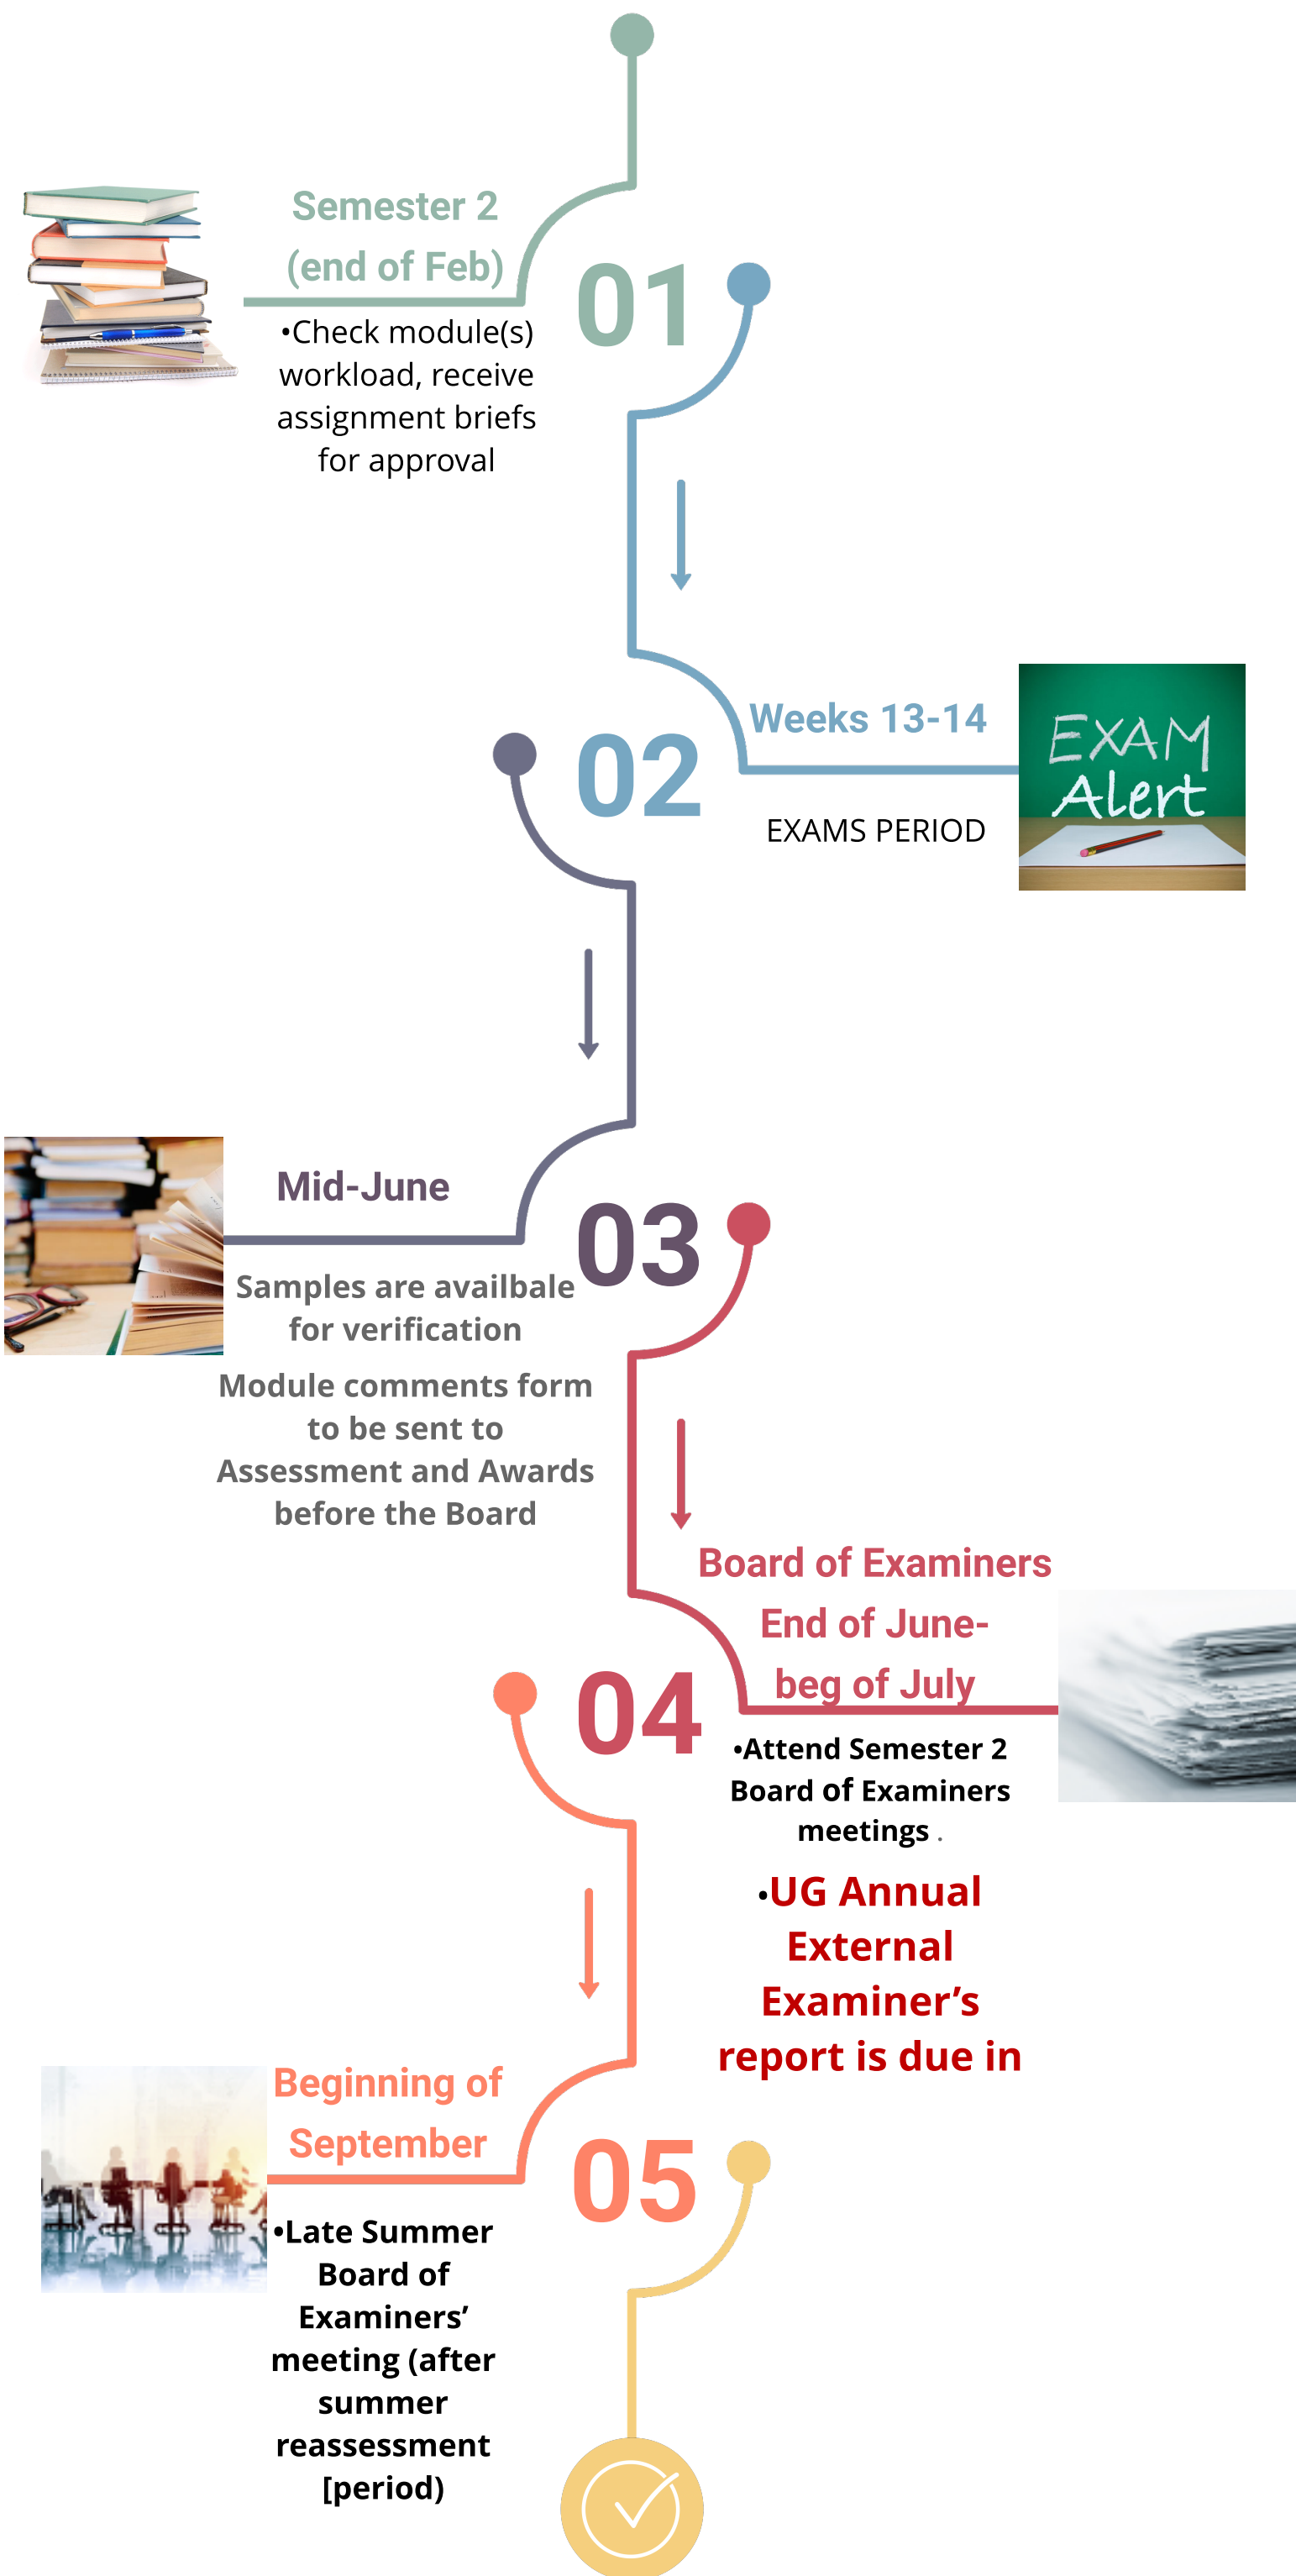 Semester 2
(end of Feb)
01
•Check module(s)
workload, receive
assignment briefs
for approval
Weeks 13-14
02
EXAM
Alert
EXAMS PERIOD
Mid-June
03
Samples are availbale
for verification
Module comments form
to be sent to
Assessment and Awards
before the Board
Board of Examiners
End of June-
beg of July
04
•Attend Semester 2
Board of Examiners
meetings .
•UG Annual
External
Examiner’s
report is due in
Beginning of
September
05
•Late Summer
Board of
Examiners’
meeting (after
summer
reassessment
[period)